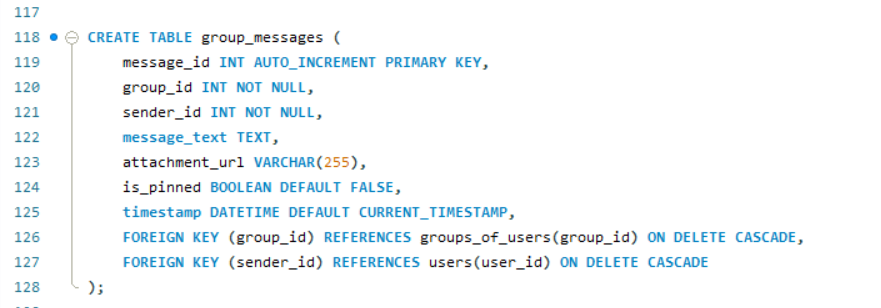 117
118 CREATE TABLE group_messages (
119 message_id INT AUTO_INCREMENT PRIMARY KEY,
120 group_id INT NOT NULL,
121 sender_id INT NOT NULL,
122 message_text TEXT,
123 attachment_url VARCHAR(255),
124 is_pinned BOOLEAN DEFAULT FALSE,
125 timestamp DATETIME DEFAULT CURRENT_TIMESTAMP,
126 FOREIGN KEY (group_id) REFERENCES groups_of_users(group_id) ON DELETE CASCADE,
127 FOREIGN KEY (sender_id) REFERENCES users(user_id) ON DELETE CASCADE
128 );